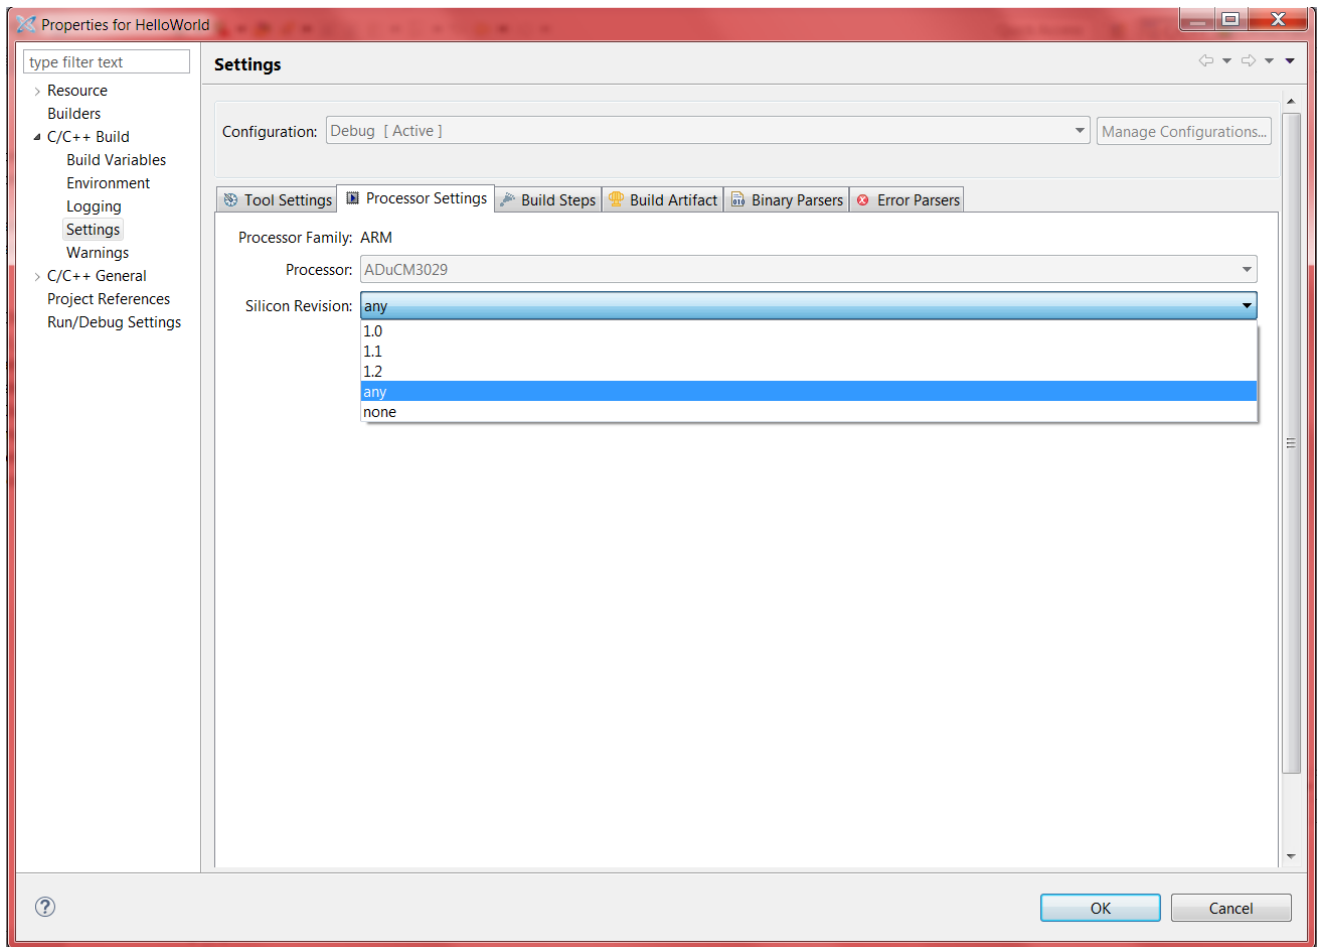 Properties for HelloWorld
type filter text
Resource
Builders
C/C++ Build
Build Variables
Environment
Logging
Settings
Warnings
C/C++ General
Project References
Run/Debug Settings
Settings
Configuration: Debug [ Active ] Manage Configurations...
Tool Settings Processor Settings Build Steps Build Artifact Binary Parsers Error Parsers
Processor Family: ARM
Processor: ADuCM3029
Silicon Revision: any
1.0
1.1
1.2
any
none
OK Cancel